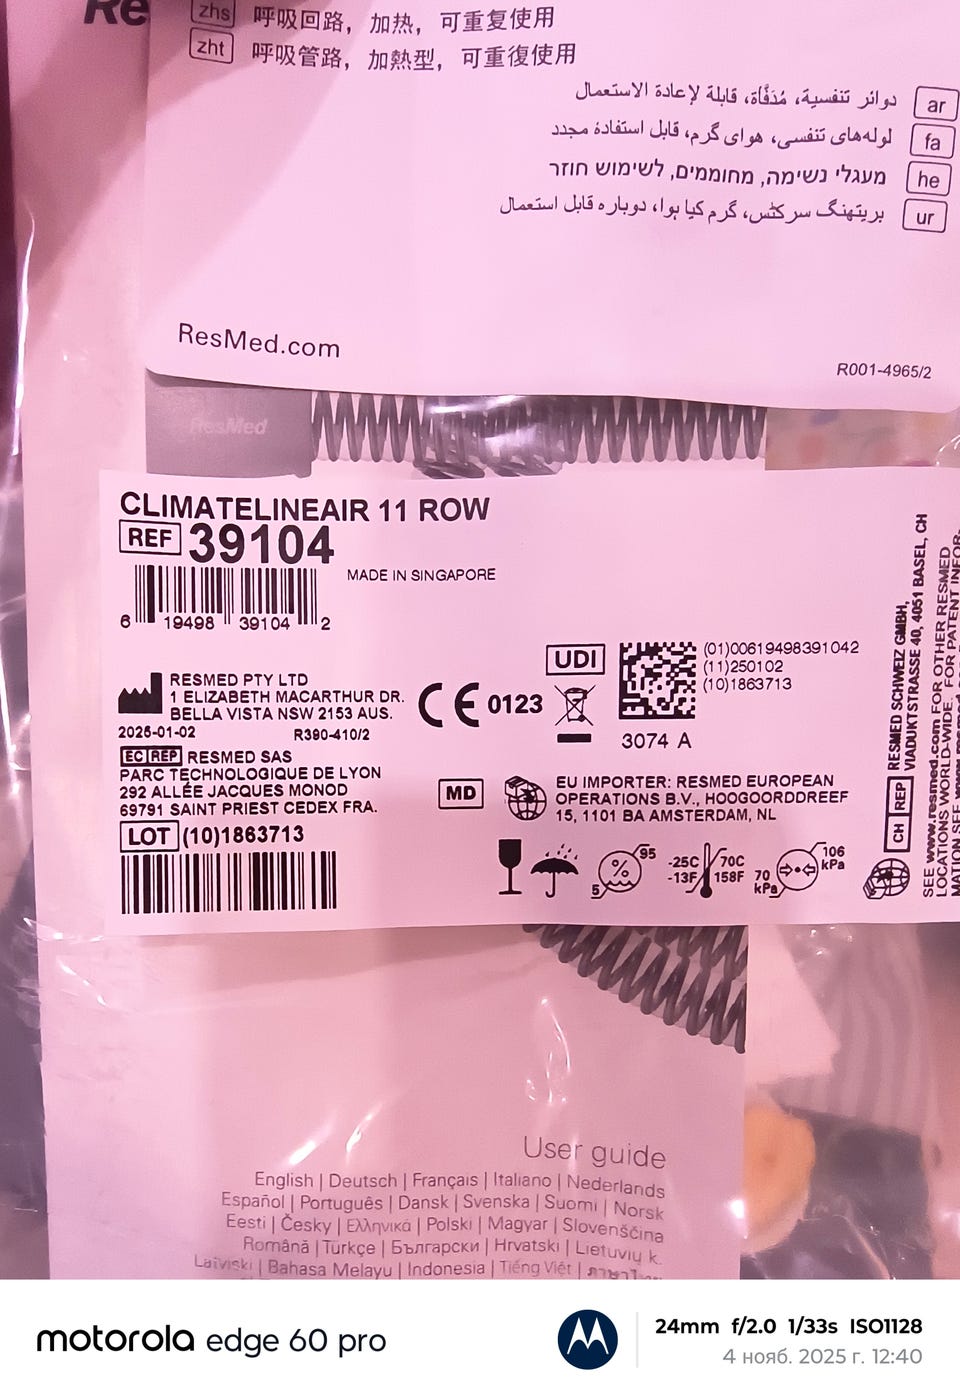 Re
zhs 呼吸回路，加热，可重复使用
zht 呼吸管路，加熱型，可重復使用
دوائر تنفسية، مُدَفَّأة، قابلة لإعادة الاستعمال ar
لوله‌های تنفسی، هوای گرم، قابل استفادهٔ مجدد fa
מעגלי נשימה, מחוממים, לשימוש חוזר he
بریتھنگ سرکٹس، گرم کیا ہوا، دوبارہ قابل استعمال ur
ResMed.com
R001-4965/2
ResMed
CLIMATELINEAIR 11 ROW
REF 39104
MADE IN SINGAPORE
6 19498 39104 2
UDI
(01)00619498391042
(11)250102
(10)1863713
RESMED PTY LTD
1 ELIZABETH MACARTHUR DR.
BELLA VISTA NSW 2153 AUS.
2025-01-02 R390-410/2
CE 0123
3074 A
EC REP RESMED SAS
PARC TECHNOLOGIQUE DE LYON
292 ALLÉE JACQUES MONOD
69791 SAINT PRIEST CEDEX FRA.
MD
EU IMPORTER: RESMED EUROPEAN
OPERATIONS B.V., HOOGOORDDREEF
15, 1101 BA AMSTERDAM, NL
LOT (10)1863713
% 95
5
-25C 70C
-13F 158F
70 kPa
106 kPa
CH REP RESMED SCHWEIZ GMBH,
VIADUKTSTRASSE 40, 4051 BASEL, CH
SEE www.resmed.com FOR OTHER RESMED
LOCATIONS WORLD-WIDE. FOR PATENT INFOR-
MATION SEE
User guide
English | Deutsch | Français | Italiano | Nederlands
Español | Português | Dansk | Svenska | Suomi | Norsk
Eesti | Česky | Ελληνικά | Polski | Magyar | Slovenščina
Română | Türkçe | Български | Hrvatski | Lietuvių k.
Latviski | Bahasa Melayu | Indonesia | Tiếng Việt |
motorola edge 60 pro
24mm f/2.0 1/33s ISO1128
4 нояб. 2025 г. 12:40